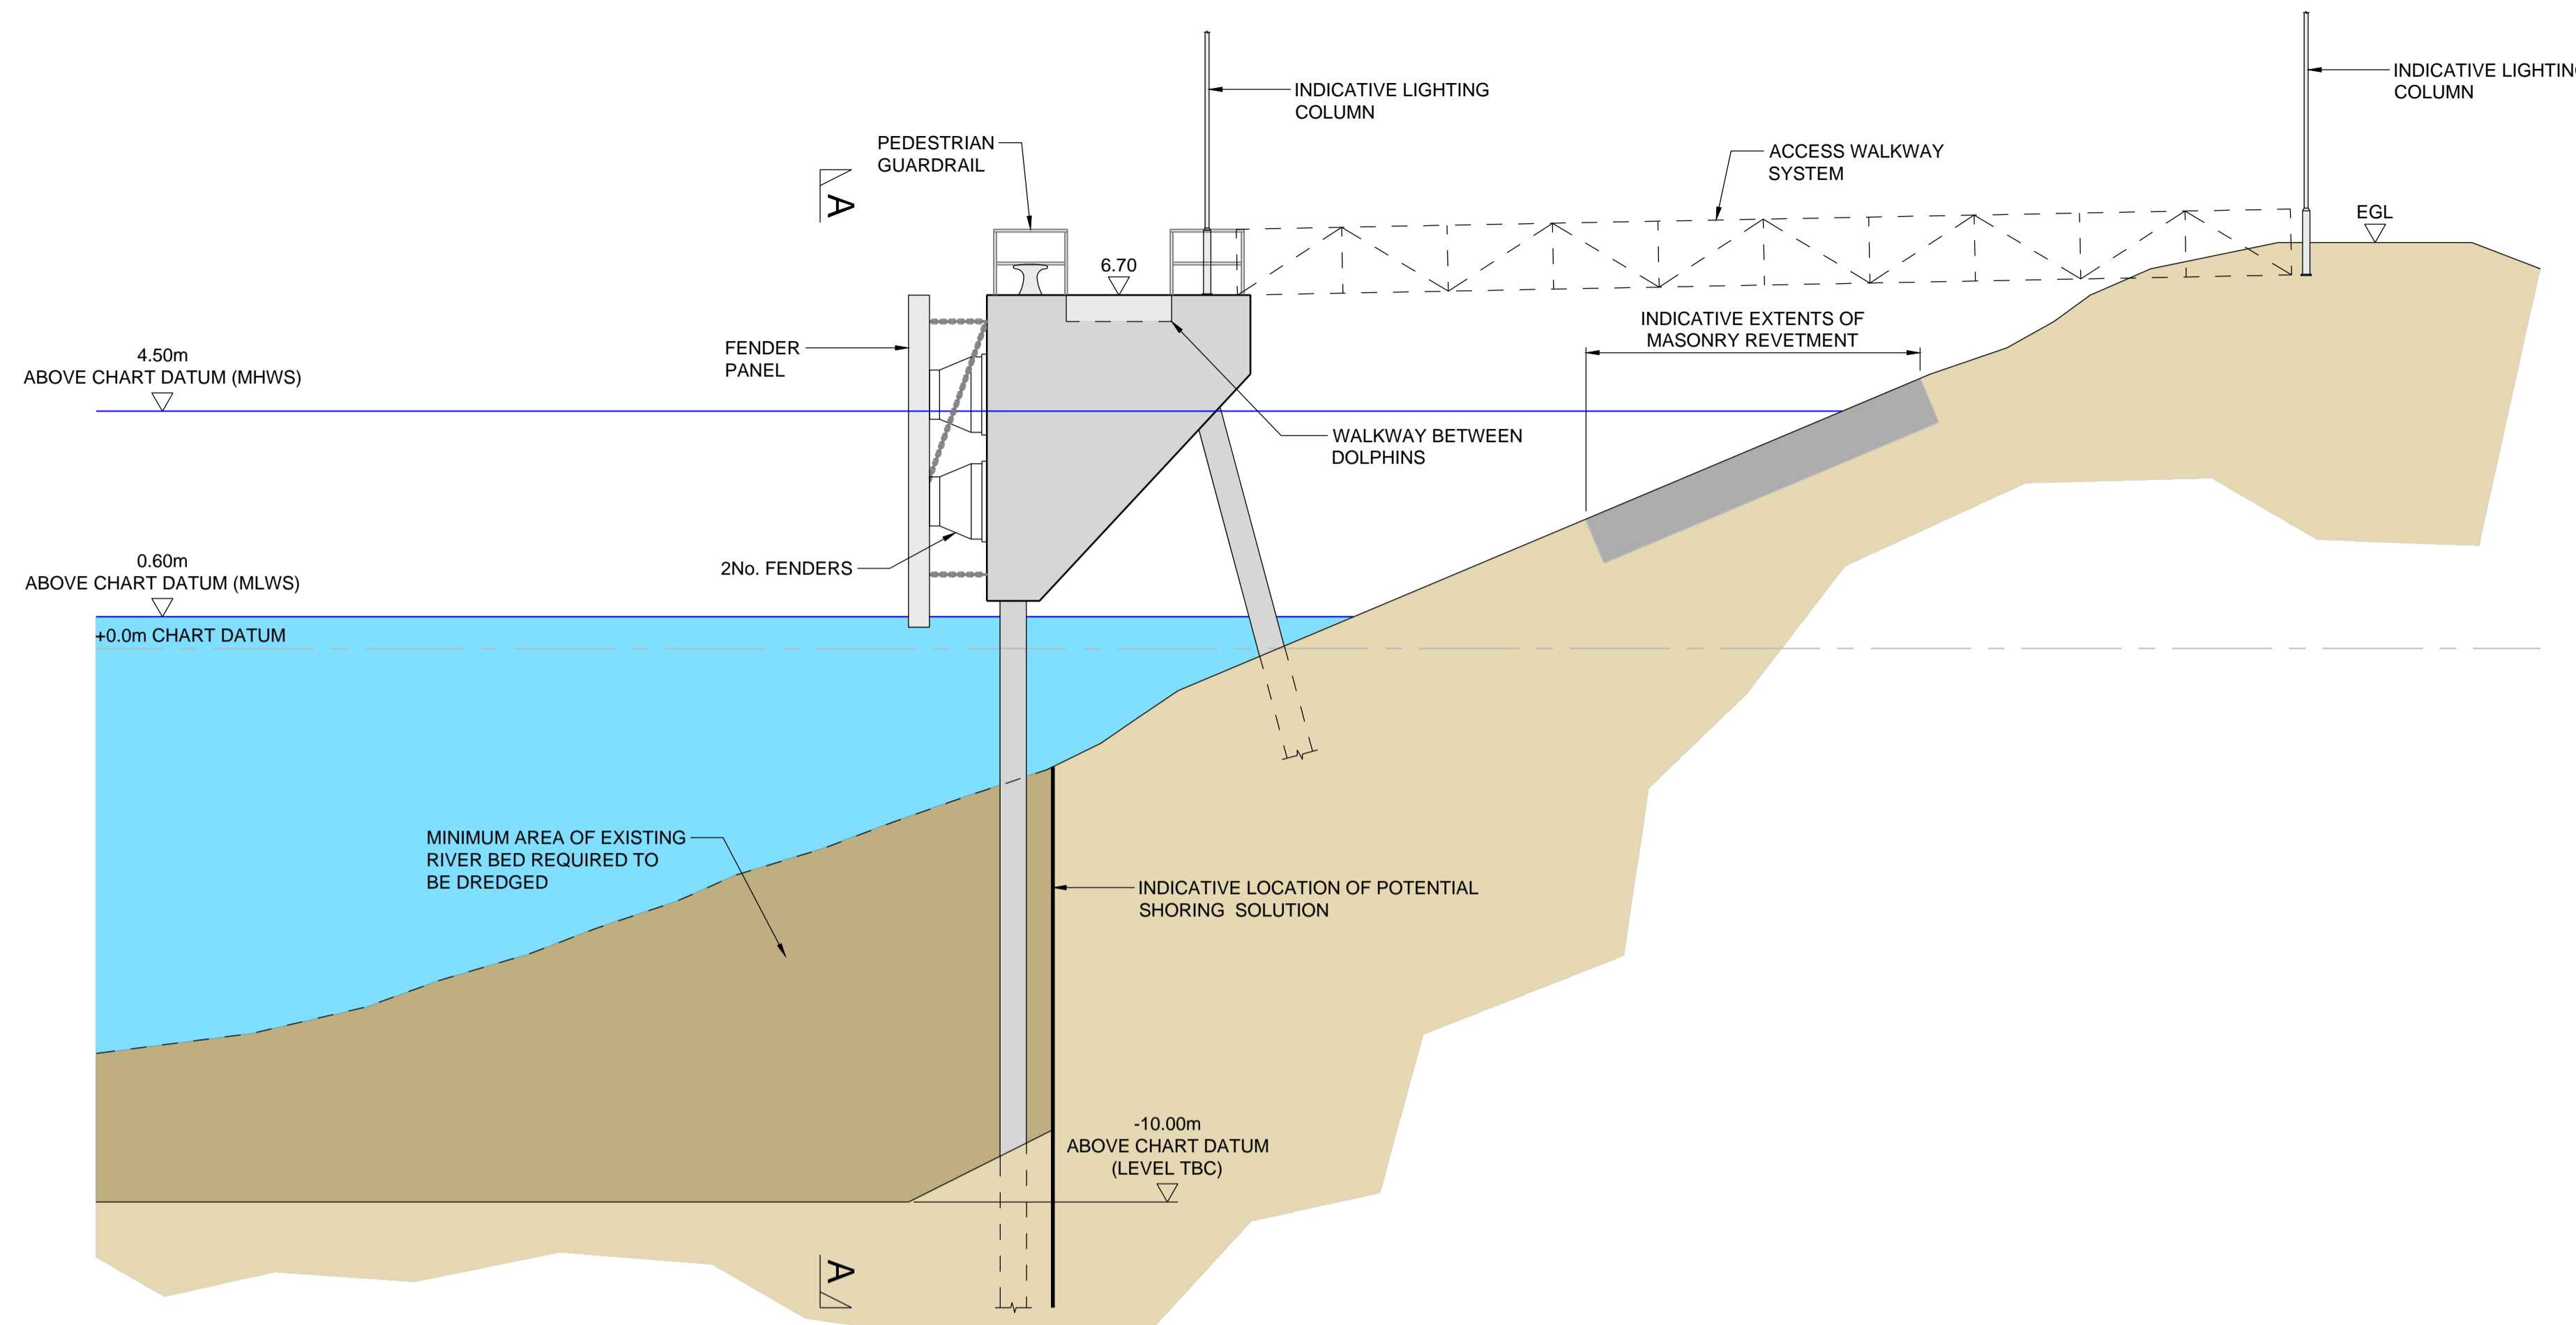 INDICATIVE LIGHTING
COLUMN
INDICATIVE LIGHTIN
COLUMN
PEDESTRIAN
GUARDRAIL
ACCESS WALKWAY
SYSTEM
A
EGL
6.70
INDICATIVE EXTENTS OF
MASONRY REVETMENT
FENDER
PANEL
4.50m
ABOVE CHART DATUM (MHWS)
WALKWAY BETWEEN
DOLPHINS
0.60m
ABOVE CHART DATUM (MLWS)
2No. FENDERS
+0.0m CHART DATUM
MINIMUM AREA OF EXISTING
RIVER BED REQUIRED TO
BE DREDGED
INDICATIVE LOCATION OF POTENTIAL
SHORING SOLUTION
-10.00m
ABOVE CHART DATUM
(LEVEL TBC)
A